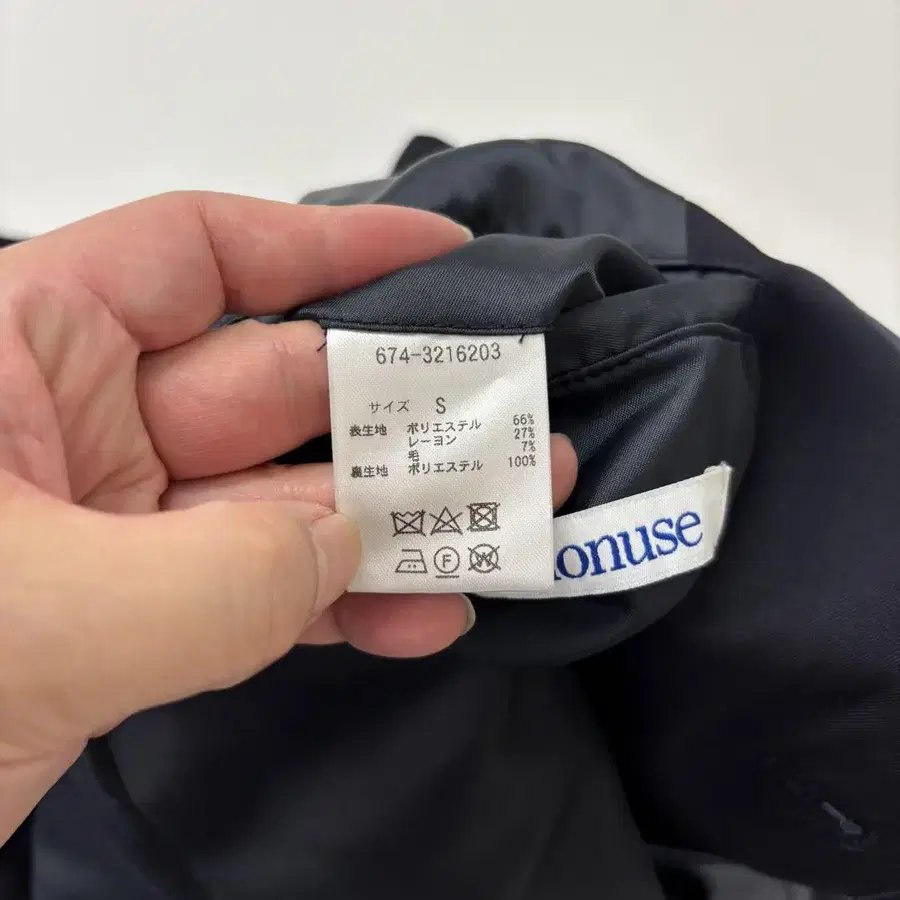 674-3216203
サイズ S
表生地 ポリエステル 66%
レーヨン 27%
毛 7%
裏生地 ポリエステル 100%
F
W
onuse